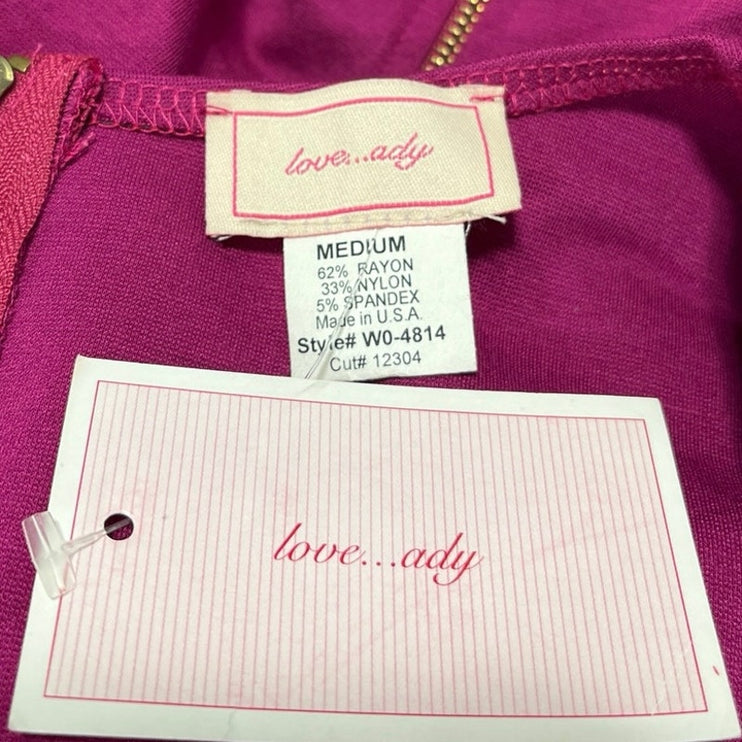 love...ady
MEDIUM
62% RAYON
33% NYLON
5% SPANDEX
Made in U.S.A.
Style# W0-4814
Cut# 12304
love...ady